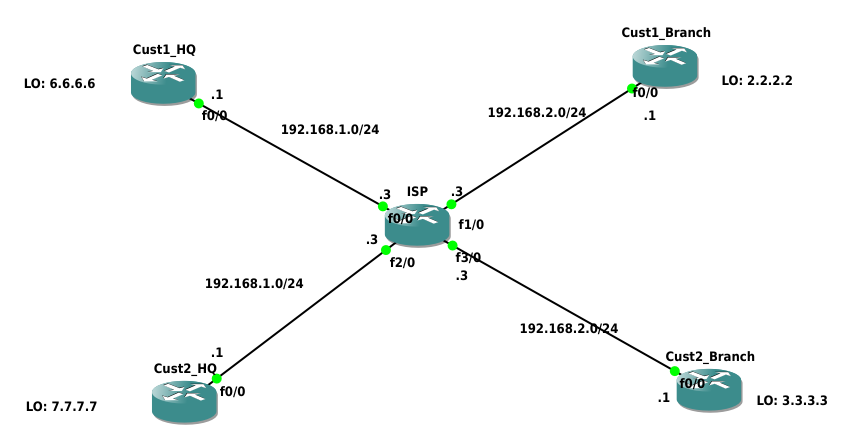 Cust1_HQ
LO: 6.6.6.6
.1
f0/0
192.168.1.0/24
Cust1_Branch
LO: 2.2.2.2
f0/0
.1
192.168.2.0/24
ISP
.3
f0/0
.3
f1/0
.3
f2/0
f3/0
.3
192.168.1.0/24
.1
Cust2_HQ
f0/0
LO: 7.7.7.7
192.168.2.0/24
Cust2_Branch
f0/0
.1
LO: 3.3.3.3